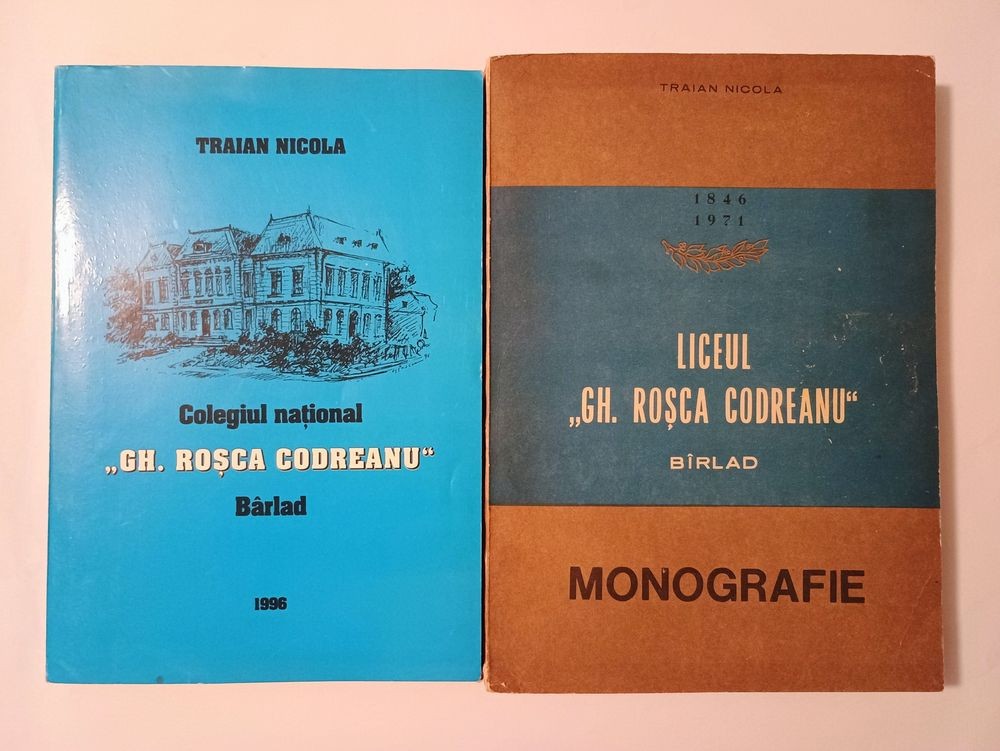 TRAIAN NICOLA
Colegiul național
„GH. ROȘCA CODREANU“
Bârlad
1996
TRAIAN NICOLA
1846
1971
LICEUL
„GH. ROȘCA CODREANU“
BÎRLAD
MONOGRAFIE